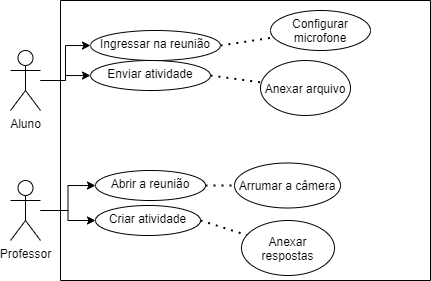 Configurar
microfone
Ingressar na reunião
Enviar atividade
Anexar arquivo
Aluno
Abrir a reunião
Arrumar a câmera
Criar atividade
Anexar
respostas
Professor